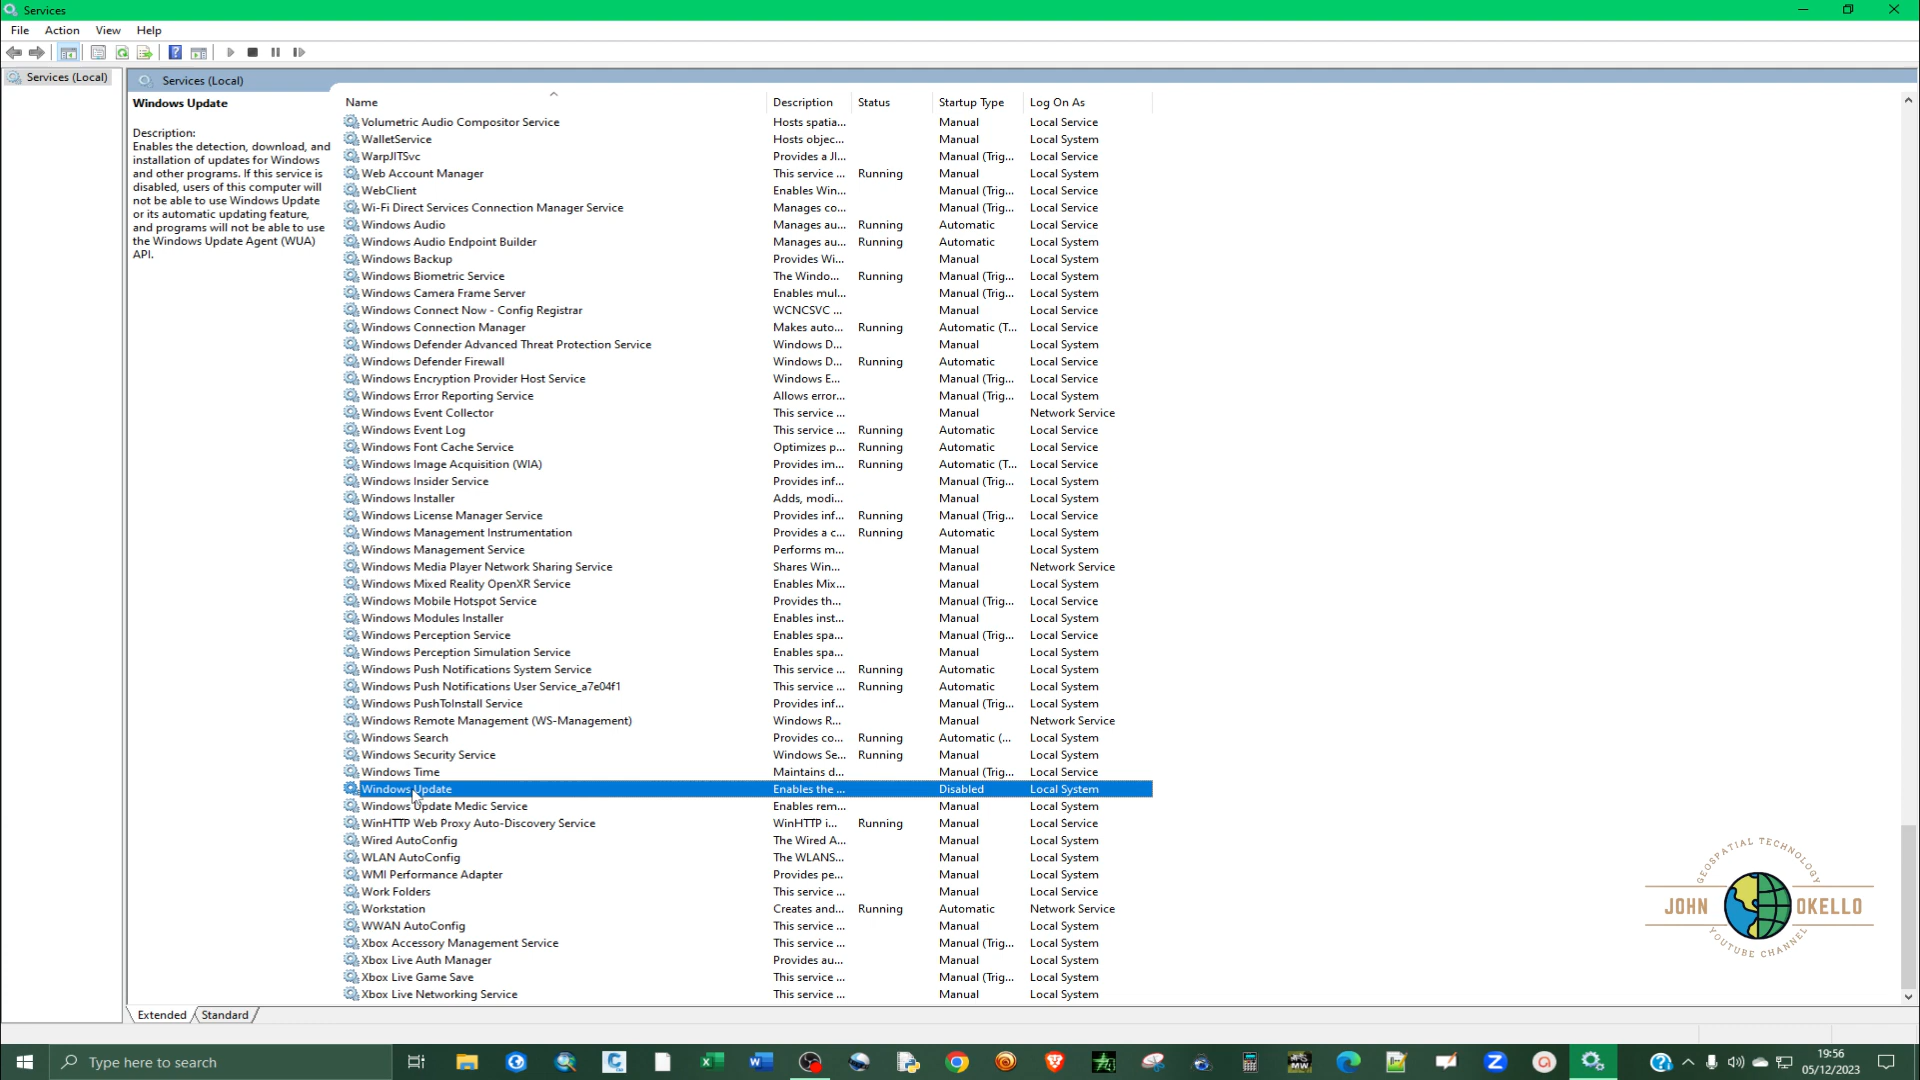 Services
File Action View Help
Services (Local)
Services (Local)
Windows Update
Description:
Enables the detection, download, and
installation of updates for Windows
and other programs. If this service is
disabled, users of this computer will
not be able to use Windows Update
or its automatic updating feature,
and programs will not be able to use
the Windows Update Agent (WUA)
API.
Name Description Status Startup Type Log On As
Volumetric Audio Compositor Service Hosts spatia... Manual Local Service
WalletService Hosts objec... Manual Local System
WarpJITSvc Provides a JI... Manual (Trig... Local Service
Web Account Manager This service ... Running Manual Local System
WebClient Enables Win... Manual (Trig... Local Service
Wi-Fi Direct Services Connection Manager Service Manages co... Manual (Trig... Local Service
Windows Audio Manages au... Running Automatic Local Service
Windows Audio Endpoint Builder Manages au... Running Automatic Local System
Windows Backup Provides Wi... Manual Local System
Windows Biometric Service The Windo... Running Manual (Trig... Local System
Windows Camera Frame Server Enables mul... Manual (Trig... Local System
Windows Connect Now - Config Registrar WCNCSVC ... Manual Local Service
Windows Connection Manager Makes auto... Running Automatic (T... Local Service
Windows Defender Advanced Threat Protection Service Windows D... Manual Local System
Windows Defender Firewall Windows D... Running Automatic Local Service
Windows Encryption Provider Host Service Windows E... Manual (Trig... Local Service
Windows Error Reporting Service Allows error... Manual (Trig... Local System
Windows Event Collector This service ... Manual Network Service
Windows Event Log This service ... Running Automatic Local Service
Windows Font Cache Service Optimizes p... Running Automatic Local Service
Windows Image Acquisition (WIA) Provides im... Running Automatic (T... Local Service
Windows Insider Service Provides inf... Manual (Trig... Local System
Windows Installer Adds, modi... Manual Local System
Windows License Manager Service Provides inf... Running Manual (Trig... Local Service
Windows Management Instrumentation Provides a c... Running Automatic Local System
Windows Management Service Performs m... Manual Local System
Windows Media Player Network Sharing Service Shares Win... Manual Network Service
Windows Mixed Reality OpenXR Service Enables Mix... Manual Local System
Windows Mobile Hotspot Service Provides th... Manual (Trig... Local Service
Windows Modules Installer Enables inst... Manual Local System
Windows Perception Service Enables spa... Manual (Trig... Local Service
Windows Perception Simulation Service Enables spa... Manual Local System
Windows Push Notifications System Service This service ... Running Automatic Local System
Windows Push Notifications User Service_a7e04f1 This service ... Running Automatic Local System
Windows PushToInstall Service Provides inf... Manual (Trig... Local System
Windows Remote Management (WS-Management) Windows R... Manual Network Service
Windows Search Provides co... Running Automatic (... Local System
Windows Security Service Windows Se... Running Manual Local System
Windows Time Maintains d... Manual (Trig... Local Service
Windows Update Enables the ... Disabled Local System
Windows Update Medic Service Enables rem... Manual Local System
WinHTTP Web Proxy Auto-Discovery Service WinHTTP i... Running Manual Local Service
Wired AutoConfig The Wired A... Manual Local System
WLAN AutoConfig The WLANS... Manual Local System
WMI Performance Adapter Provides pe... Manual Local System
Work Folders This service ... Manual Local Service
Workstation Creates and... Running Automatic Network Service
WWAN AutoConfig This service ... Manual Local System
Xbox Accessory Management Service This service ... Manual (Trig... Local System
Xbox Live Auth Manager Provides au... Manual Local System
Xbox Live Game Save This service ... Manual (Trig... Local System
Xbox Live Networking Service This service ... Manual Local System
GEOSPATIAL TECHNOLOGY
JOHN OKELLO
YOUTUBE CHANNEL
Extended Standard
Type here to search
19:56
05/12/2023